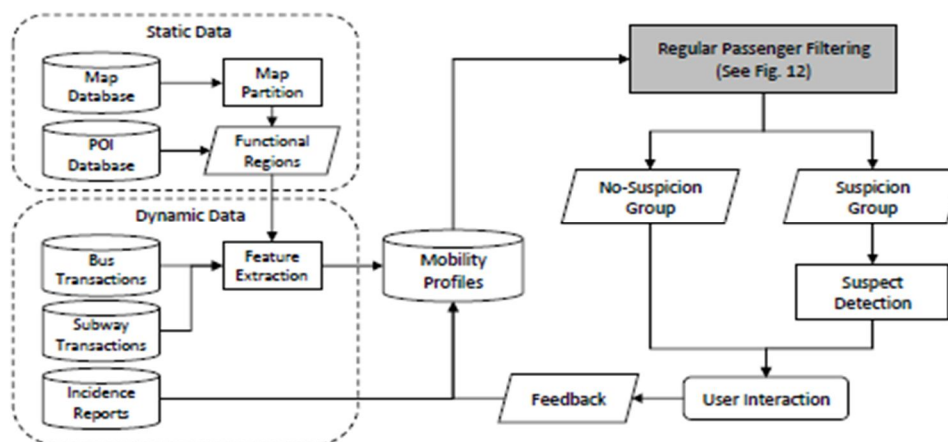 Static Data
Map
Database
Map
Partition
POI
Database
Functional
Regions
Dynamic Data
Bus
Transactions
Feature
Extraction
Subway
Transactions
Incidence
Reports
Mobility
Profiles
Regular Passenger Filtering
(See Fig. 12)
No-Suspicion
Group
Suspicion
Group
Suspect
Detection
Feedback
User Interaction